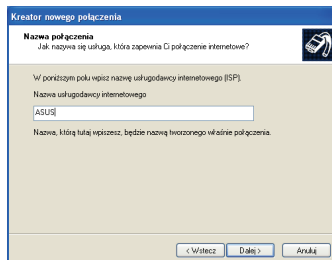 Kreator nowego połączenia
Nazwa połączenia
Jak nazywa się usługa, która zapewnia Ci połączenie internetowe?
W poniższym polu wpisz nazwę usługodawcy internetowego (ISP).
Nazwa usługodawcy internetowego
ASUS
Nazwa, którą tutaj wpiszesz, będzie nazwą tworzonego właśnie połączenia.
< Wstecz Dalej > Anuluj